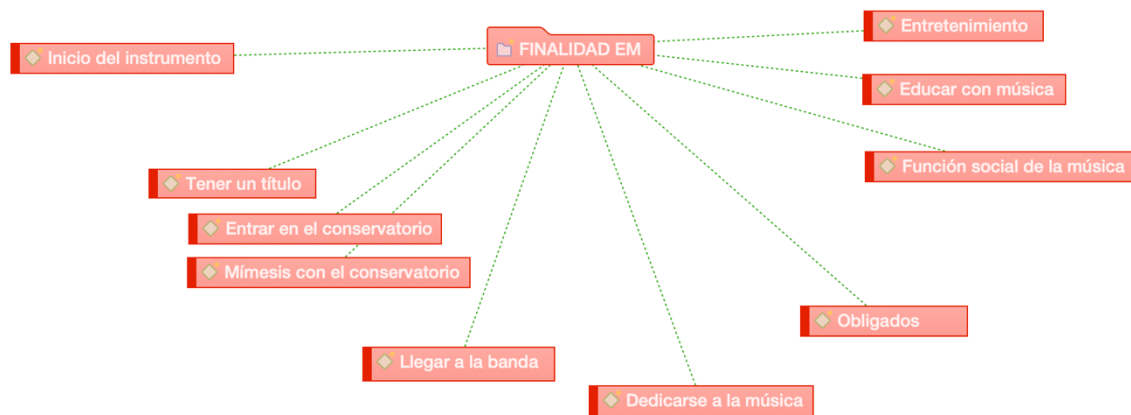 Entretenimiento
FINALIDAD EM
Inicio del instrumento
Educar con música
Función social de la música
Tener un título
Entrar en el conservatorio
Mímesis con el conservatorio
Obligados
Llegar a la banda
Dedicarse a la música